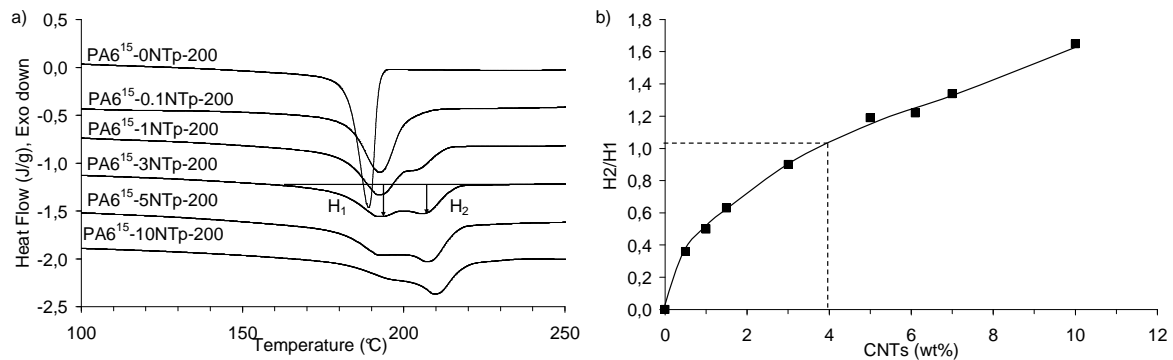 a)
Heat Flow (J/g), Exo down
0,5
0,0
-0,5
-1,0
-1,5
-2,0
-2,5
PA6¹⁵-0NTp-200
PA6¹⁵-0.1NTp-200
PA6¹⁵-1NTp-200
PA6¹⁵-3NTp-200
PA6¹⁵-5NTp-200
PA6¹⁵-10NTp-200
H₁
H₂
100
150
200
250
Temperature (°C)
b)
H2/H1
1,8
1,6
1,4
1,2
1,0
0,8
0,6
0,4
0,2
0,0
0
2
4
6
8
10
12
CNTs (wt%)